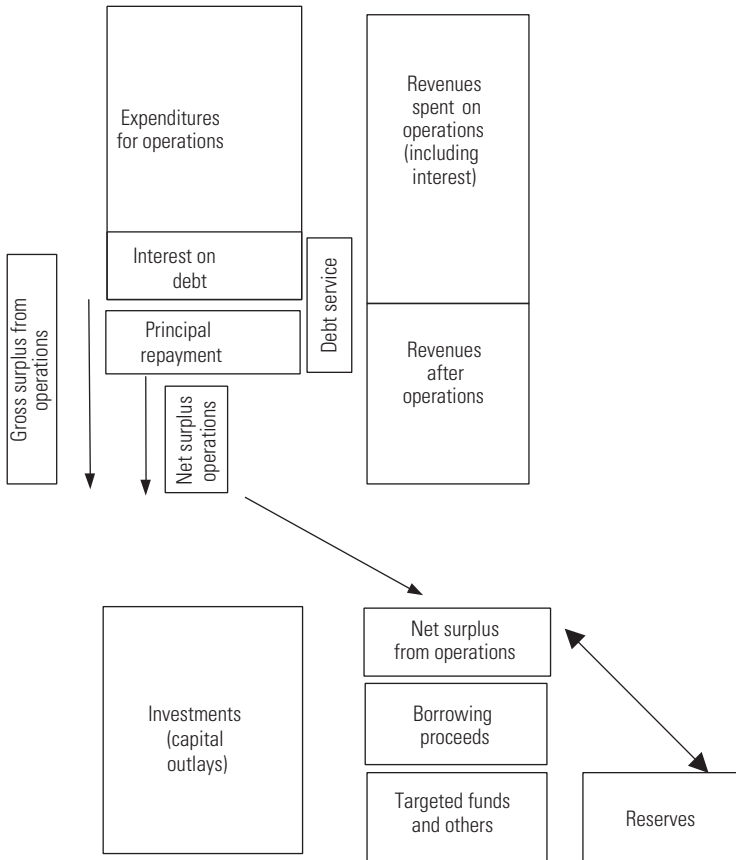 Expenditures
for operations
Revenues
spent on
operations
(including
interest)
Interest on
debt
Gross surplus from
operations
Debt service
Principal
repayment
Revenues
after
operations
Net surplus
operations
Net surplus
from operations
Investments
(capital
outlays)
Borrowing
proceeds
Targeted funds
and others
Reserves